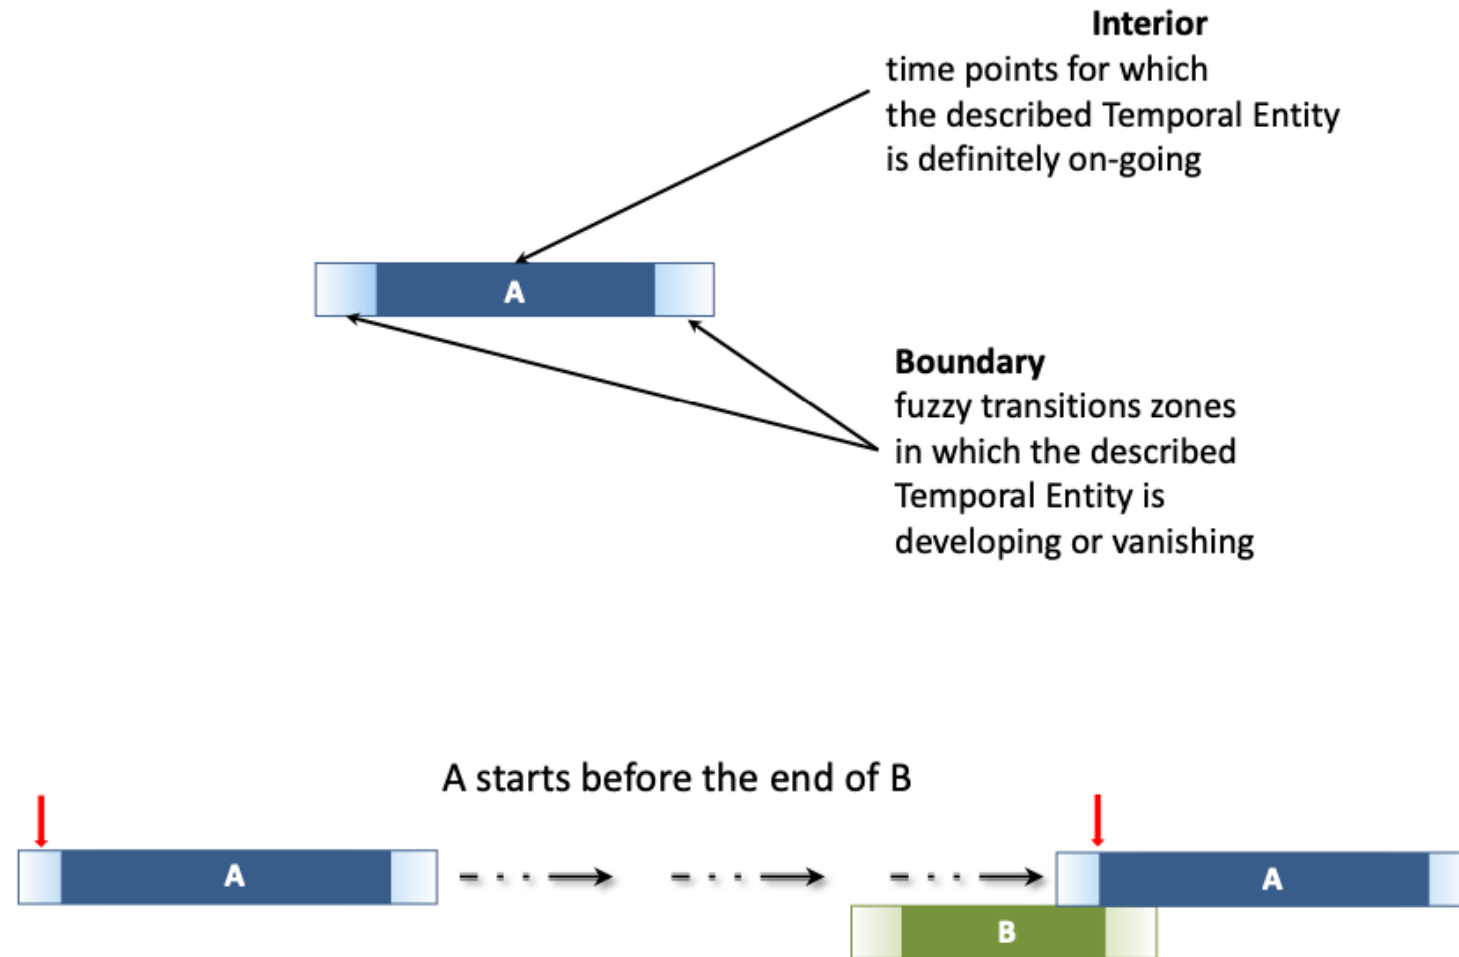 Interior
time points for which
the described Temporal Entity
is definitely on-going
A
Boundary
fuzzy transitions zones
in which the described
Temporal Entity is
developing or vanishing
A starts before the end of B
A
A
B